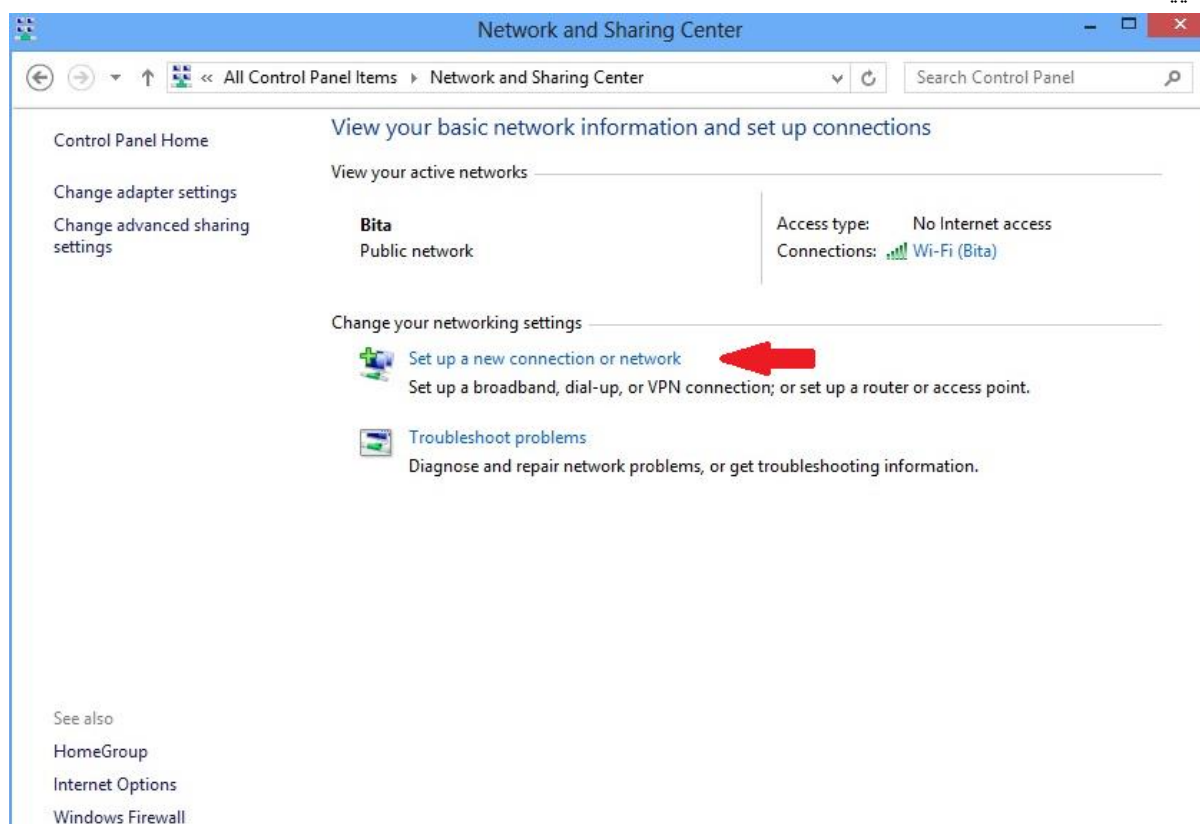 Network and Sharing Center
« All Control Panel Items Network and Sharing Center
Search Control Panel
Control Panel Home
Change adapter settings
Change advanced sharing
settings
View your basic network information and set up connections
View your active networks
Bita
Public network
Access type: No Internet access
Connections: Wi-Fi (Bita)
Change your networking settings
Set up a new connection or network
Set up a broadband, dial-up, or VPN connection; or set up a router or access point.
Troubleshoot problems
Diagnose and repair network problems, or get troubleshooting information.
See also
HomeGroup
Internet Options
Windows Firewall